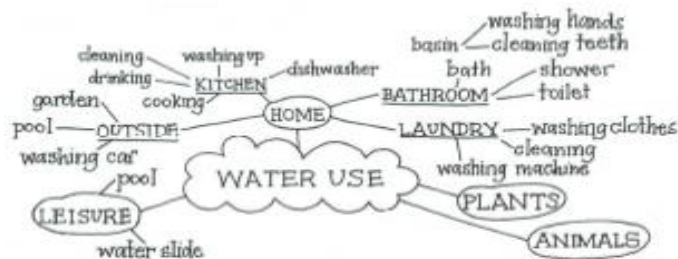 washing hands
basin cleaning teeth
cleaning washing up bath shower
drinking KITCHEN dishwasher BATHROOM toilet
garden cooking HOME
pool OUTSIDE LAUNDRY washing clothes
washing car cleaning
washing machine
pool WATER USE PLANTS
LEISURE
water slide ANIMALS